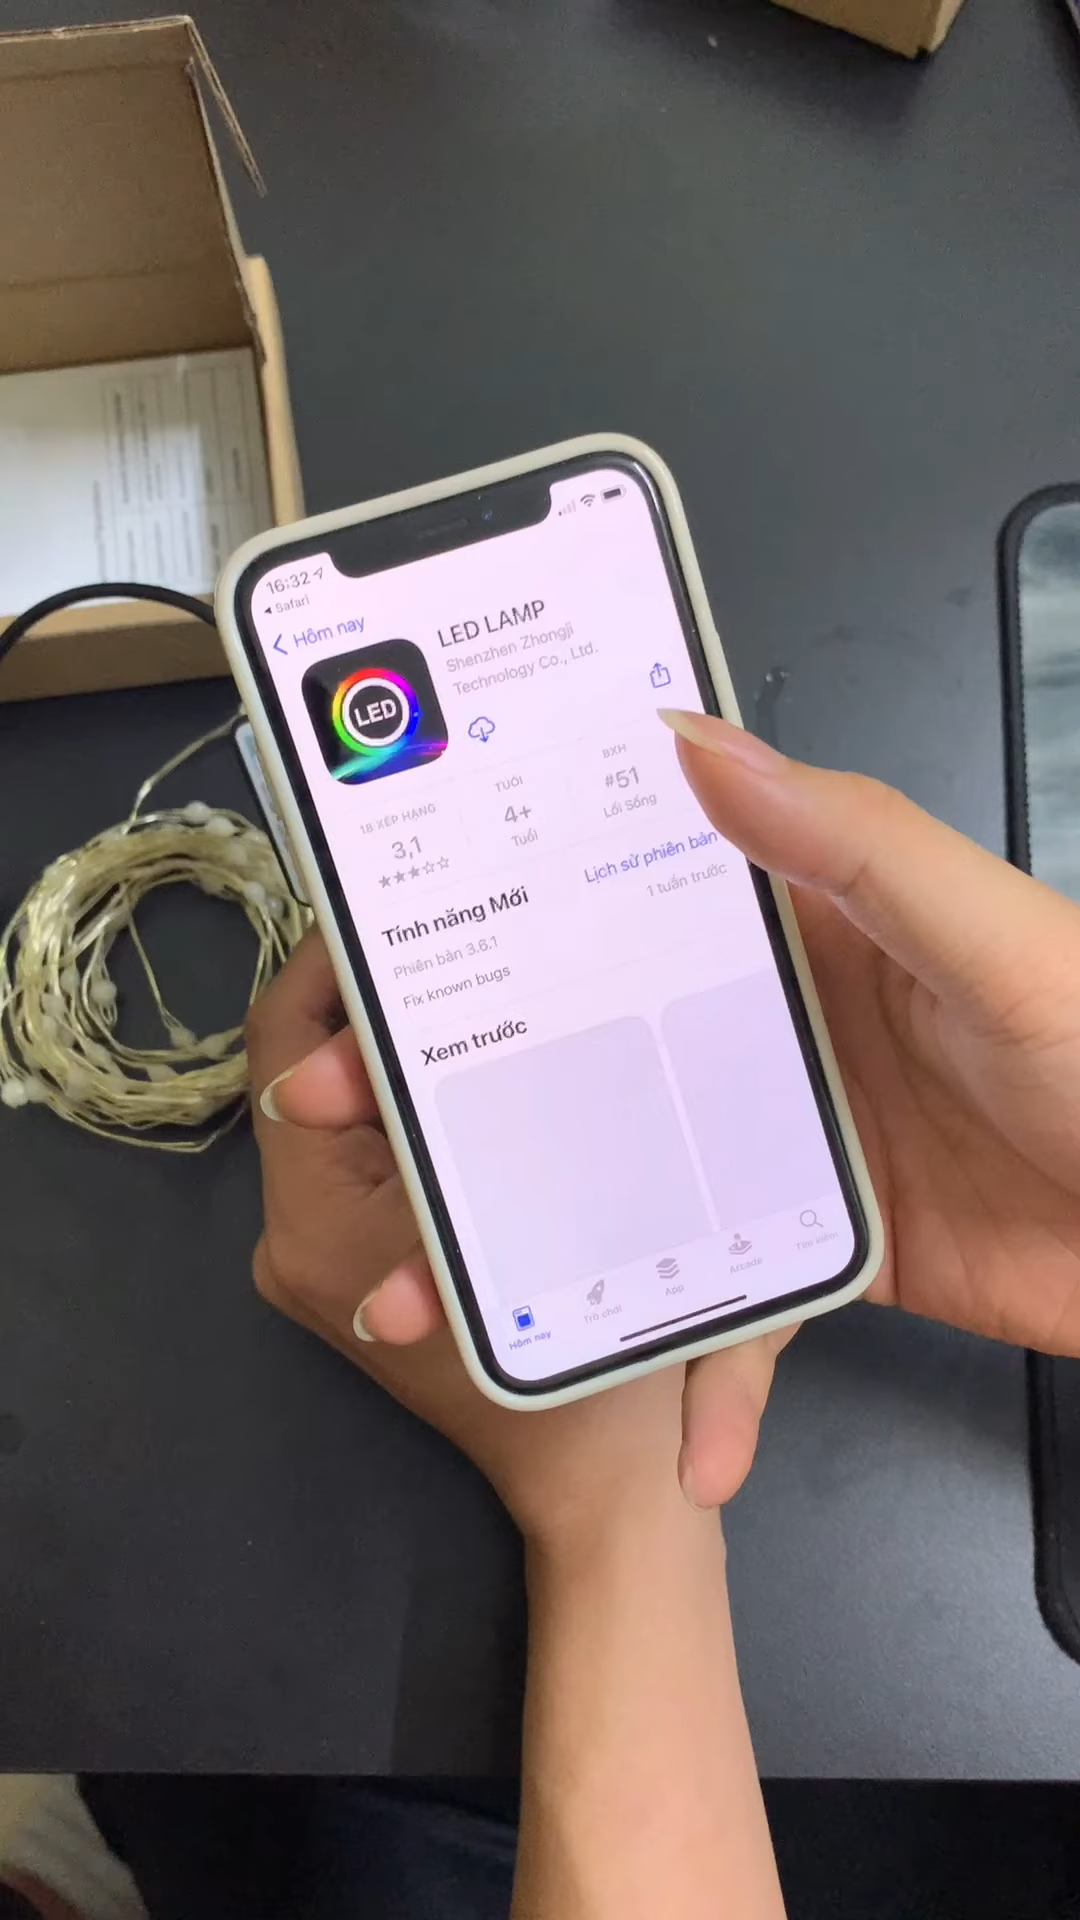 16:32
◂ Safari
Hôm nay
LED LAMP
Shenzhen Zhongji
Technology Co., Ltd.
LED
18 XẾP HẠNG
3,1
TUỔI
4+
Tuổi
BXH
#51
Lối Sống
Tính năng Mới
Lịch sử phiên bản
Phiên bản 3.6.1
1 tuần trước
Fix known bugs
Xem trước
Hôm nay
Trò chơi
App
Arcade
Tìm kiếm